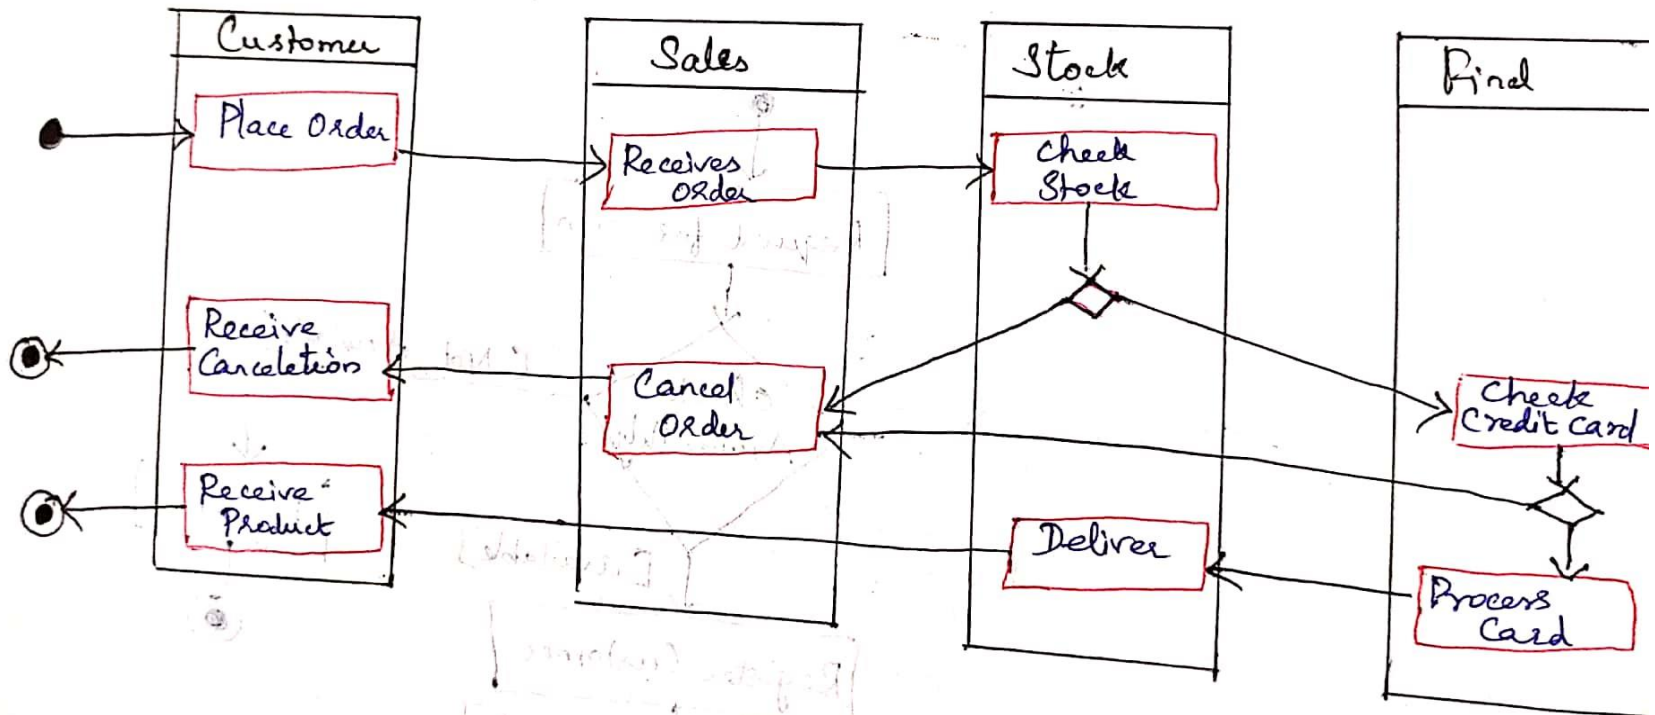 Customer
Sales
Stock
Final
Place Order
Receives
Order
Check
Stock
Receive
Canceletion
Cancel
Order
Check
Credit Card
Receive
Product
Deliver
Process
Card